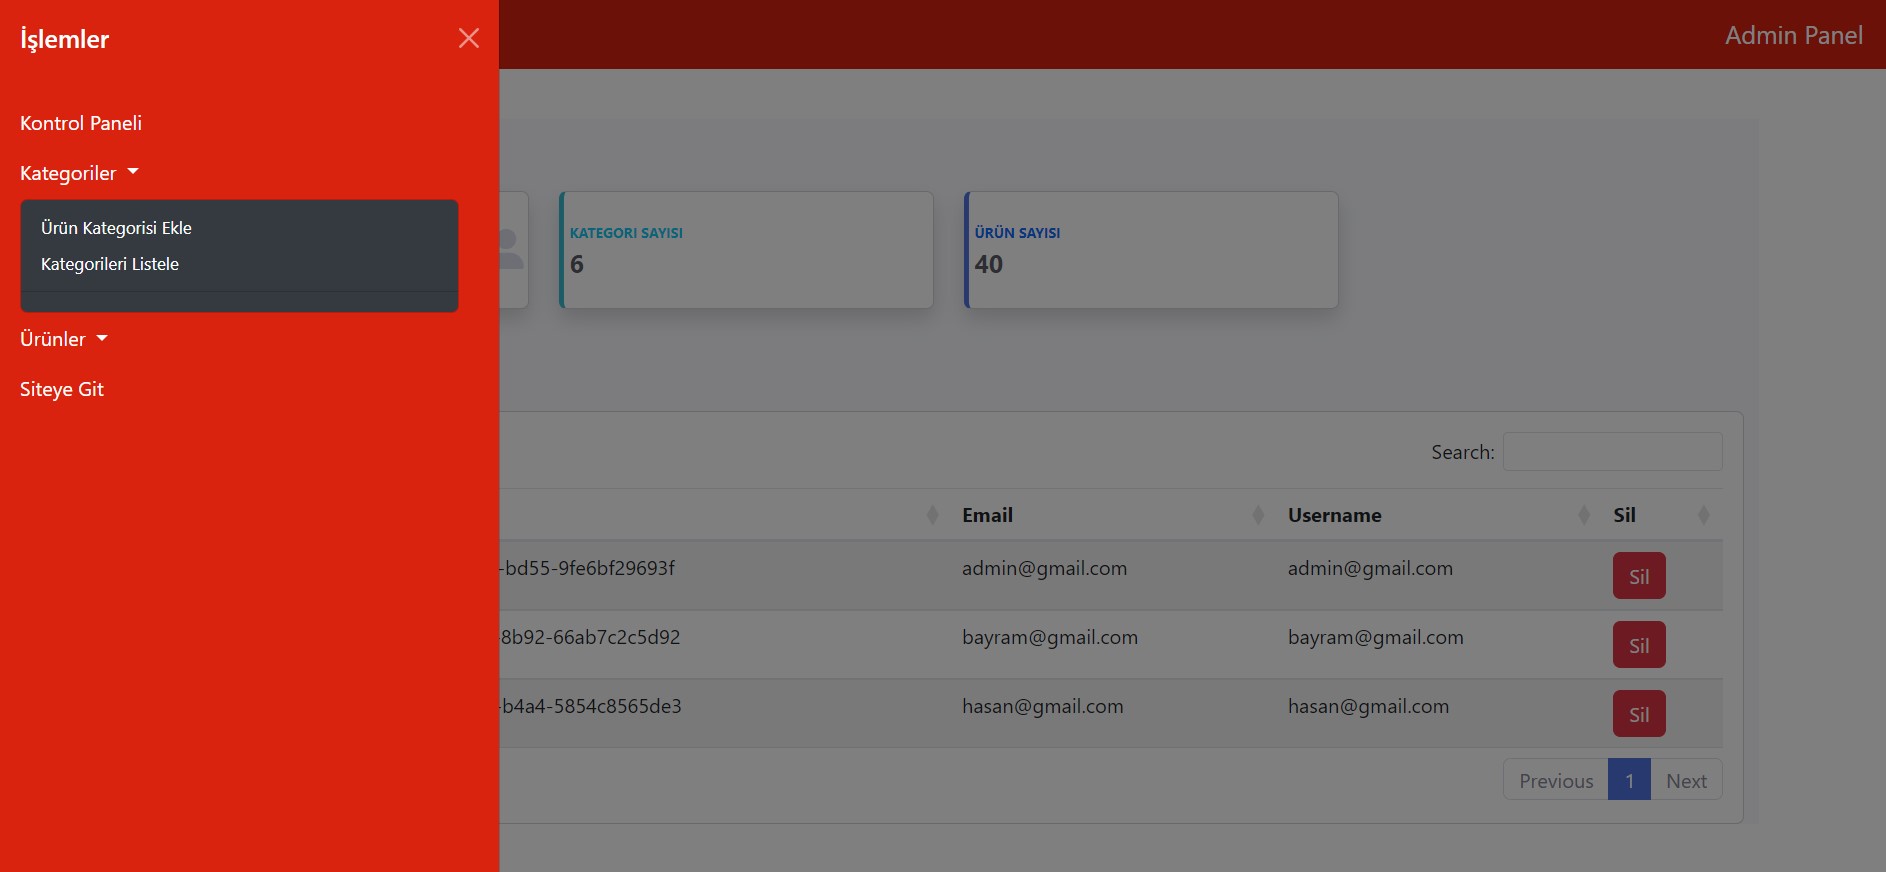 İşlemler
Admin Panel
Kontrol Paneli
Kategoriler
Ürün Kategorisi Ekle
Kategorileri Listele
Ürünler
Siteye Git
KATEGORI SAYISI
6
ÜRÜN SAYISI
40
Search:
Email Username Sil
-bd55-9fe6bf29693f admin@gmail.com admin@gmail.com Sil
8b92-66ab7c2c5d92 bayram@gmail.com bayram@gmail.com Sil
-b4a4-5854c8565de3 hasan@gmail.com hasan@gmail.com Sil
Previous 1 Next